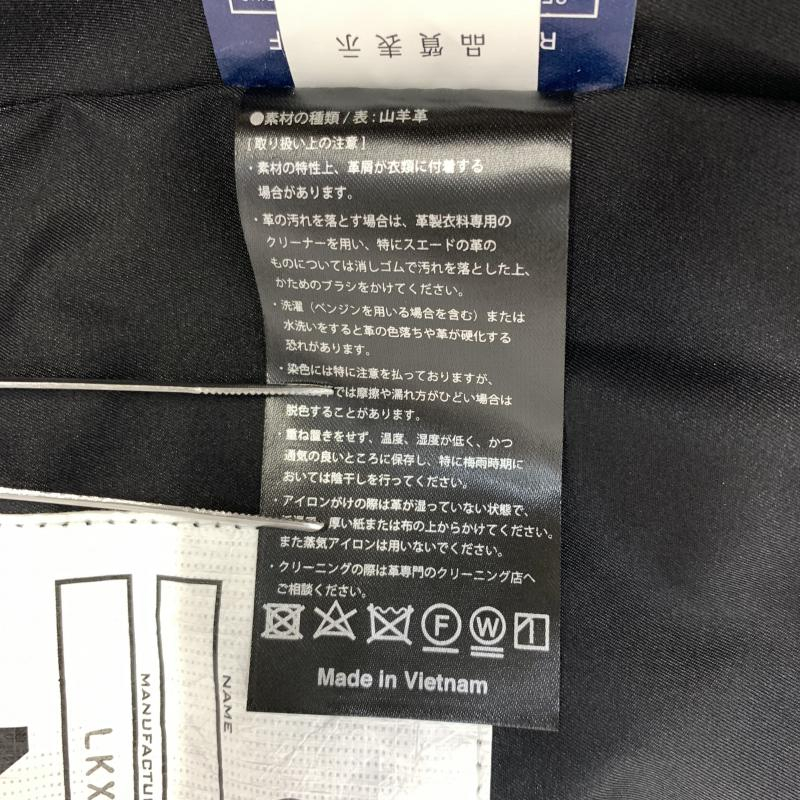 品質表示
●素材の種類/表:山羊革
[取り扱い上の注意]
・素材の特性上、革屑が衣類に付着する
場合があります。
・革の汚れを落とす場合は、革製衣料専用の
クリーナーを用い、特にスエードの革の
ものについては消しゴムで汚れを落とした上、
かためのブラシをかけてください。
・洗濯(ベンジンを用いる場合を含む)または
水洗いをすると革の色落ちや革が硬化する
恐れがあります。
・染色には特に注意を払っておりますが、
では摩擦や濡れ方がひどい場合は
脱色することがあります。
・重ね置きをせず、温度、湿度が低く、かつ
通気の良いところに保存し、特に梅雨時期に
おいては陰干しを行ってください。
・アイロンがけの際は革が湿っていない状態で、
厚い紙または布の上からかけてください。
また蒸気アイロンは用いないでください。
・クリーニングの際は革専門のクリーニング店へ
ご相談ください。
F W
Made in Vietnam
NAME
MANUFACTU
LKX